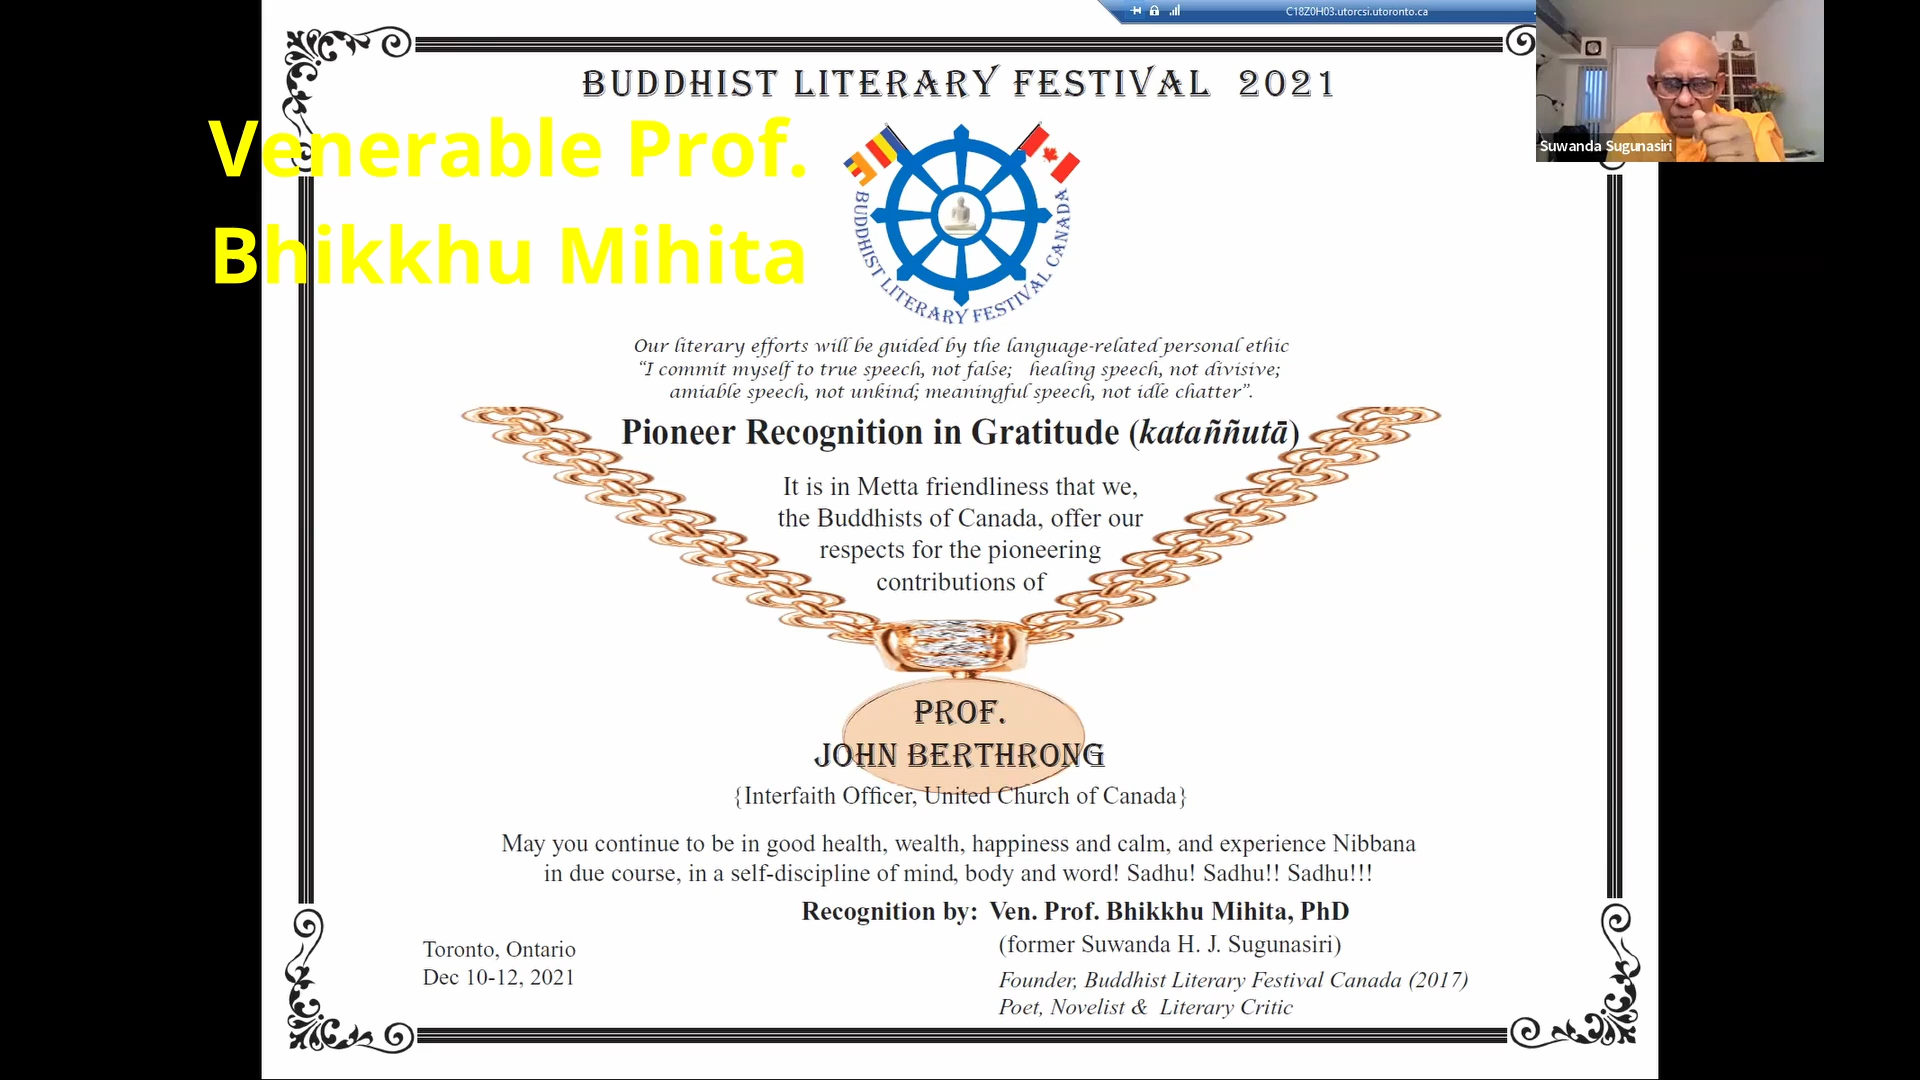 C18Z0H03.utorcsi.utoronto.ca
BUDDHIST LITERARY FESTIVAL 2021
Suwanda Sugunasiri
Venerable Prof.
Bhikkhu Mihita
BUDDHIST LITERARY FESTIVAL CANADA
Our literary efforts will be guided by the language-related personal ethic
“I commit myself to true speech, not false; healing speech, not divisive;
amiable speech, not unkind; meaningful speech, not idle chatter”.
Pioneer Recognition in Gratitude (kataññutā)
It is in Metta friendliness that we,
the Buddhists of Canada, offer our
respects for the pioneering
contributions of
PROF.
JOHN BERTHRONG
{Interfaith Officer, United Church of Canada}
May you continue to be in good health, wealth, happiness and calm, and experience Nibbana
in due course, in a self-discipline of mind, body and word! Sadhu! Sadhu!! Sadhu!!!
Recognition by: Ven. Prof. Bhikkhu Mihita, PhD
(former Suwanda H. J. Sugunasiri)
Founder, Buddhist Literary Festival Canada (2017)
Poet, Novelist & Literary Critic
Toronto, Ontario
Dec 10-12, 2021